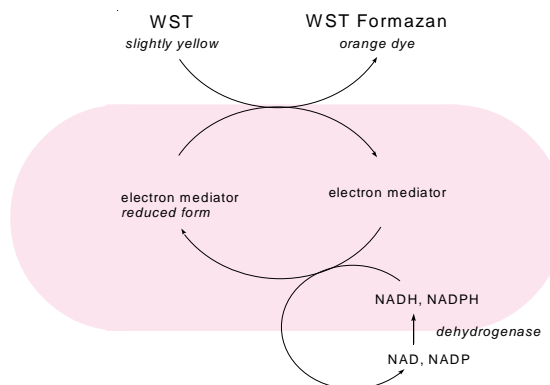 WST
slightly yellow
WST Formazan
orange dye
electron mediator
reduced form
electron mediator
NADH, NADPH
dehydrogenase
NAD, NADP